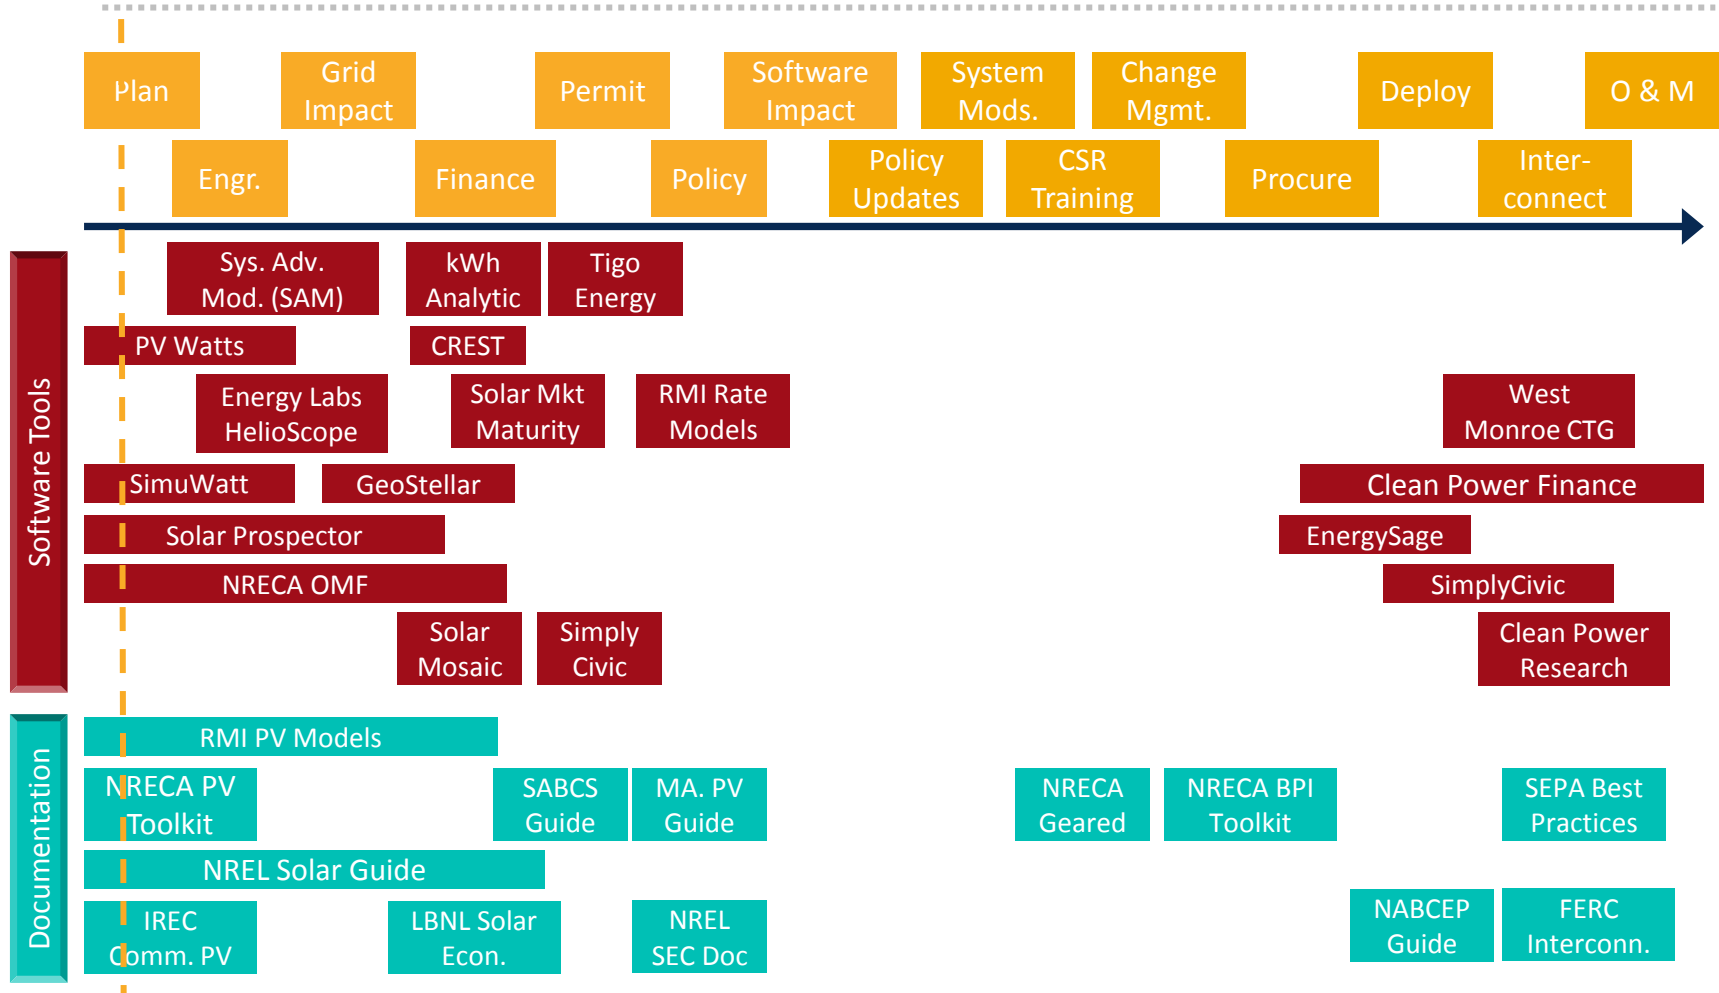 Plan
Grid
Impact
Permit
Software
Impact
System
Mods.
Change
Mgmt.
Deploy
O & M
Engr.
Finance
Policy
Policy
Updates
CSR
Training
Procure
Inter-
connect
Software Tools
Sys. Adv.
Mod. (SAM)
kWh
Analytic
Tigo
Energy
PV Watts
CREST
Energy Labs
HelioScope
Solar Mkt
Maturity
RMI Rate
Models
West
Monroe CTG
SimuWatt
GeoStellar
Clean Power Finance
Solar Prospector
EnergySage
NRECA OMF
SimplyCivic
Solar
Mosaic
Simply
Civic
Clean Power
Research
Documentation
RMI PV Models
NRECA PV
Toolkit
SABCS
Guide
MA. PV
Guide
NRECA
Geared
NRECA BPI
Toolkit
SEPA Best
Practices
NREL Solar Guide
IREC
Comm. PV
LBNL Solar
Econ.
NREL
SEC Doc
NABCEP
Guide
FERC
Interconn.